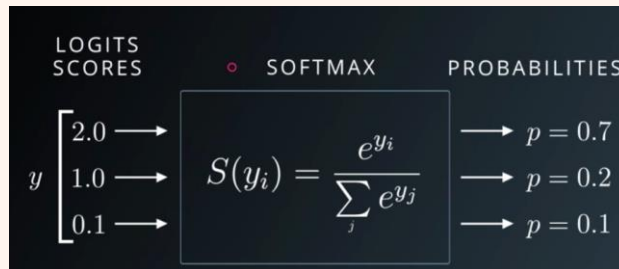 LOGITS
SCORES
SOFTMAX
PROBABILITIES
y
2.0
1.0
0.1
S(y_i) = e^{y_i} / \sum_j e^{y_j}
p = 0.7
p = 0.2
p = 0.1